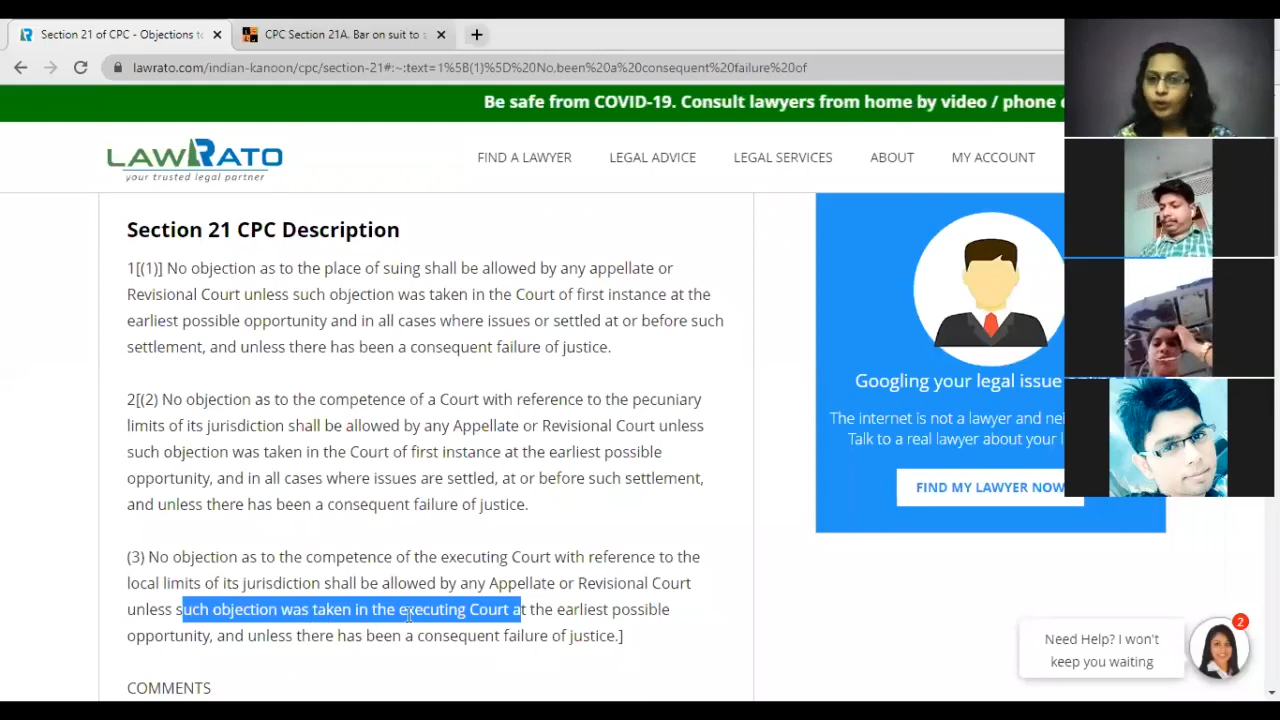 Section 21 of CPC - Objections to
CPC Section 21A. Bar on suit to s
lawrato.com/indian-kanoon/cpc/section-21#:~:text=1%5B(1)%5D%20No,been%20a%20consequent%20failure%20of
Be safe from COVID-19. Consult lawyers from home by video / phone
LAWRATO
your trusted legal partner
FIND A LAWYER LEGAL ADVICE LEGAL SERVICES ABOUT MY ACCOUNT
Section 21 CPC Description
1[(1)] No objection as to the place of suing shall be allowed by any appellate or
Revisional Court unless such objection was taken in the Court of first instance at the
earliest possible opportunity and in all cases where issues or settled at or before such
settlement, and unless there has been a consequent failure of justice.
2[(2) No objection as to the competence of a Court with reference to the pecuniary
limits of its jurisdiction shall be allowed by any Appellate or Revisional Court unless
such objection was taken in the Court of first instance at the earliest possible
opportunity, and in all cases where issues are settled, at or before such settlement,
and unless there has been a consequent failure of justice.
(3) No objection as to the competence of the executing Court with reference to the
local limits of its jurisdiction shall be allowed by any Appellate or Revisional Court
unless such objection was taken in the executing Court at the earliest possible
opportunity, and unless there has been a consequent failure of justice.]
COMMENTS
Googling your legal issue
The internet is not a lawyer and
Talk to a real lawyer about your
FIND MY LAWYER NOW
Need Help? I won't
keep you waiting
2